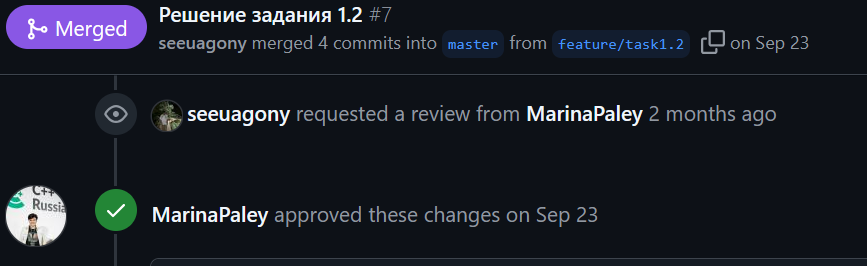 Merged
Решение задания 1.2 #7
seeuagony merged 4 commits into master from feature/task1.2 on Sep 23
seeuagony requested a review from MarinaPaley 2 months ago
C++
Russia
MarinaPaley approved these changes on Sep 23